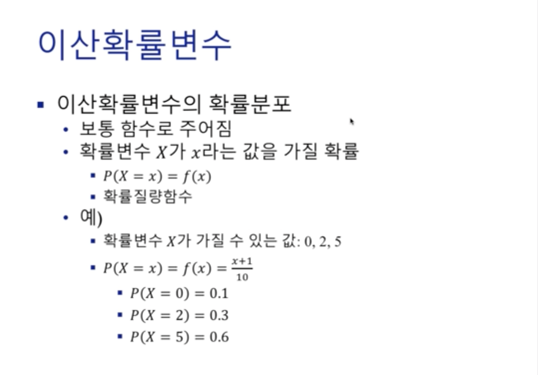 이산확률변수
▪ 이산확률변수의 확률분포
• 보통 함수로 주어짐
• 확률변수 X가 x라는 값을 가질 확률
▪ P(X = x) = f(x)
▪ 확률질량함수
• 예)
▪ 확률변수 X가 가질 수 있는 값: 0, 2, 5
▪ P(X = x) = f(x) = (x+1)/10
▪ P(X = 0) = 0.1
▪ P(X = 2) = 0.3
▪ P(X = 5) = 0.6